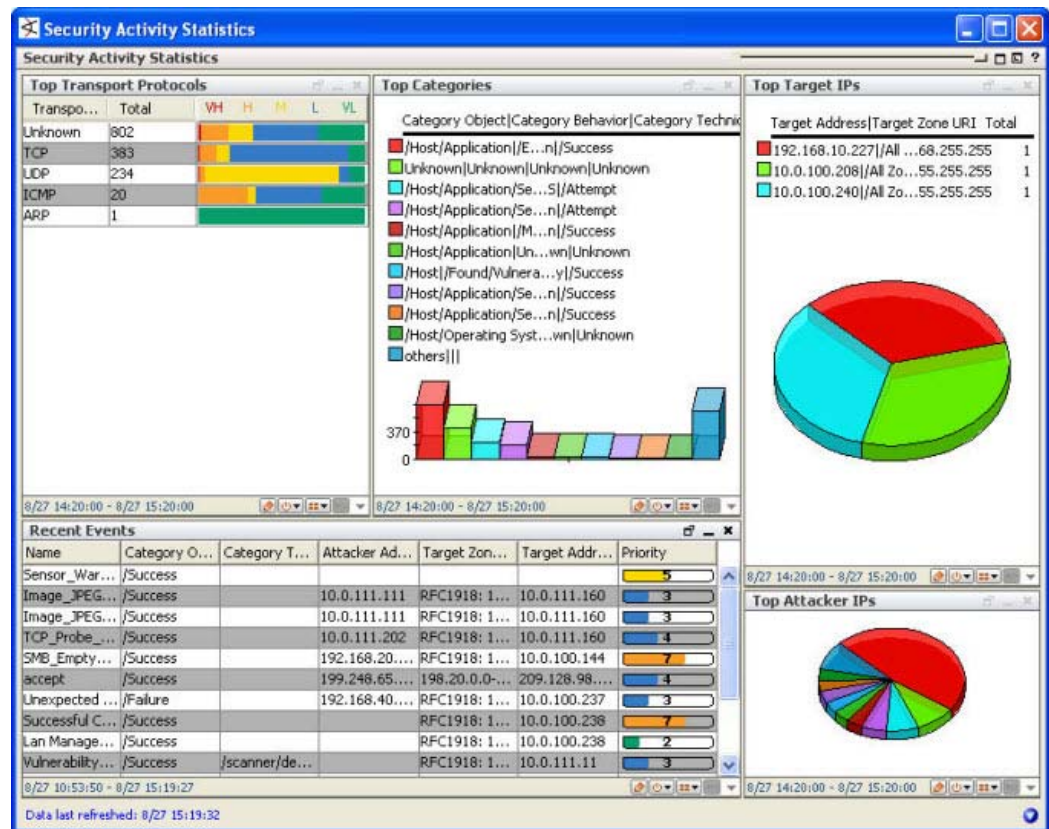 Security Activity Statistics
Security Activity Statistics
?
Top Transport Protocols
Transpo... Total VH H M L VL
Unknown 802
TCP 383
UDP 234
ICMP 20
ARP 1
8/27 14:20:00 - 8/27 15:20:00
Top Categories
Category Object|Category Behavior|Category Technic
/Host/Application|/E...n|/Success
Unknown|Unknown|Unknown|Unknown
/Host/Application/Se...S|/Attempt
/Host/Application/Se...n|/Attempt
/Host/Application|/M...n|/Success
/Host/Application|Un...wn|Unknown
/Host|/Found/Vulnera...y|/Success
/Host/Application/Se...n|/Success
/Host/Application/Se...n|/Success
/Host/Operating Syst...wn|Unknown
others|||
370
0
8/27 14:20:00 - 8/27 15:20:00
Top Target IPs
Target Address|Target Zone URI Total
192.168.10.227|/All ...68.255.255 1
10.0.100.208|/All Zo...55.255.255 1
10.0.100.240|/All Zo...55.255.255 1
8/27 14:20:00 - 8/27 15:20:00
Recent Events
Name Category O... Category T... Attacker Ad... Target Zon... Target Addr... Priority
Sensor_War... /Success 5
Image_JPEG... /Success 10.0.111.111 RFC1918: 1... 10.0.111.160 3
Image_JPEG... /Success 10.0.111.111 RFC1918: 1... 10.0.111.160 3
TCP_Probe_... /Success 10.0.111.202 RFC1918: 1... 10.0.111.160 4
SMB_Empty... /Success 192.168.20.... RFC1918: 1... 10.0.100.144 7
accept /Success 199.248.65.... 198.20.0.0-... 209.128.98.... 4
Unexpected ... /Failure 192.168.40.... RFC1918: 1... 10.0.100.237 3
Successful C... /Success RFC1918: 1... 10.0.100.238 7
Lan Manage... /Success RFC1918: 1... 10.0.100.238 2
Vulnerability... /Success /scanner/de... RFC1918: 1... 10.0.111.11 3
8/27 10:53:50 - 8/27 15:19:27
Top Attacker IPs
8/27 14:20:00 - 8/27 15:20:00
Data last refreshed: 8/27 15:19:32